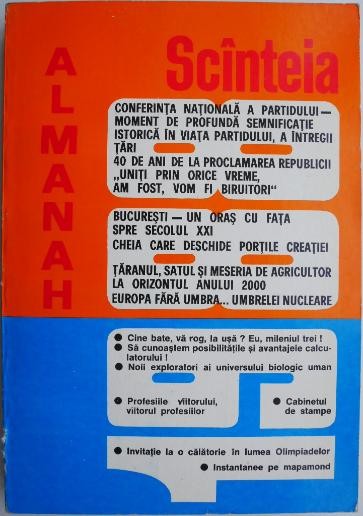 ALMANAH
Scînteia
CONFERINȚA NAȚIONALĂ A PARTIDULUI —
MOMENT DE PROFUNDĂ SEMNIFICAȚIE
ISTORICĂ ÎN VIAȚA PARTIDULUI, A ÎNTREGII
ȚĂRI
40 DE ANI DE LA PROCLAMAREA REPUBLICII
„UNIȚI PRIN ORICE VREME,
AM FOST, VOM FI BIRUITORI“
BUCUREȘTI — UN ORAȘ CU FAȚA
SPRE SECOLUL XXI
CHEIA CARE DESCHIDE PORȚILE CREAȚIEI
ȚĂRANUL, SATUL ȘI MESERIA DE AGRICULTOR
LA ORIZONTUL ANULUI 2000
EUROPA FĂRĂ UMBRA... UMBRELEI NUCLEARE
● Cine bate, vă rog, la ușă ? Eu, mileniul trei !
● Să cunoaștem posibilitățile și avantajele calcu-
latorului !
● Noii exploratori ai universului biologic uman
● Profesiile viitorului,
viitorul profesiilor
● Cabinetul
de stampe
● Invitație la o călătorie în lumea Olimpiadelor
● Instantanee pe mapamond